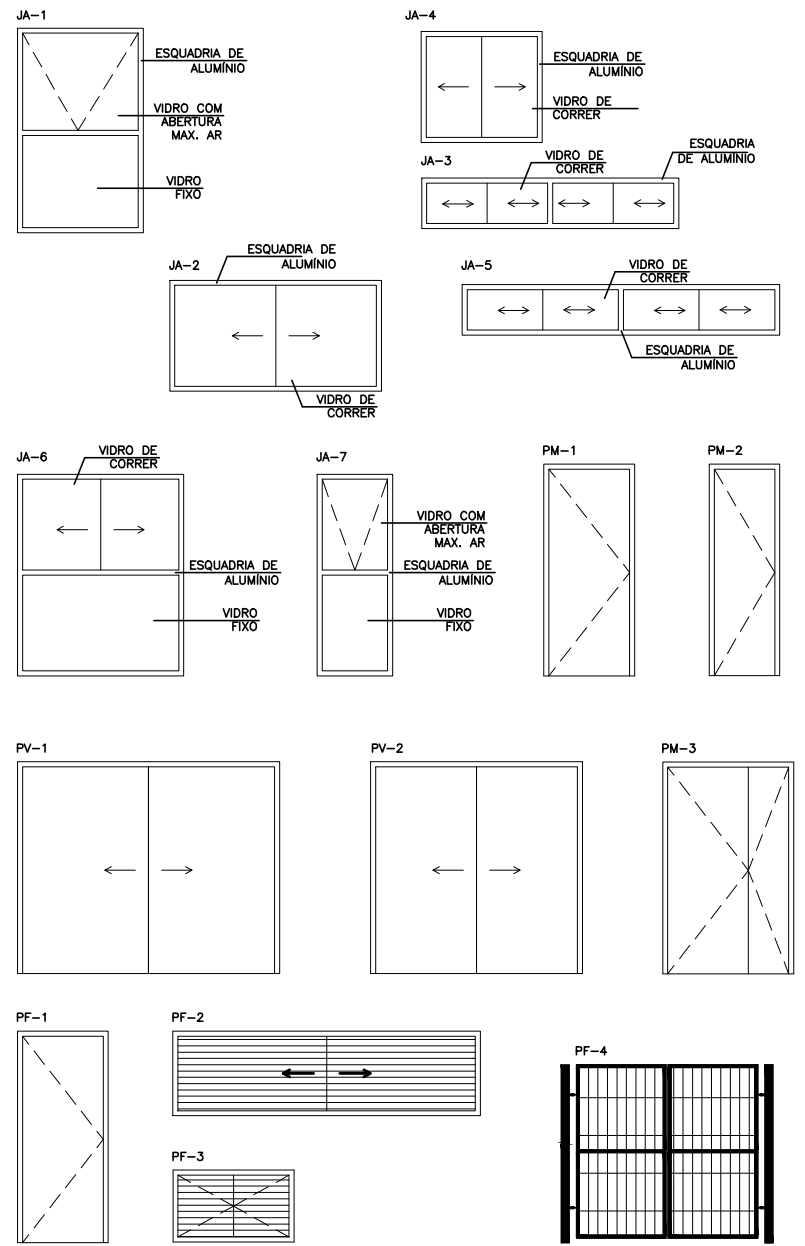 JA-1
ESQUADRIA DE
ALUMÍNIO
VIDRO COM
ABERTURA
MAX. AR
VIDRO
FIXO
JA-4
ESQUADRIA DE
ALUMÍNIO
VIDRO DE
CORRER
JA-3
VIDRO DE
CORRER
ESQUADRIA
DE ALUMÍNIO
JA-2
ESQUADRIA DE
ALUMÍNIO
VIDRO DE
CORRER
JA-5
VIDRO DE
CORRER
ESQUADRIA DE
ALUMÍNIO
JA-6
VIDRO DE
CORRER
ESQUADRIA DE
ALUMÍNIO
VIDRO
FIXO
JA-7
VIDRO COM
ABERTURA
MAX. AR
ESQUADRIA DE
ALUMÍNIO
VIDRO
FIXO
PM-1
PM-2
PV-1
PV-2
PM-3
PF-1
PF-2
PF-3
PF-4